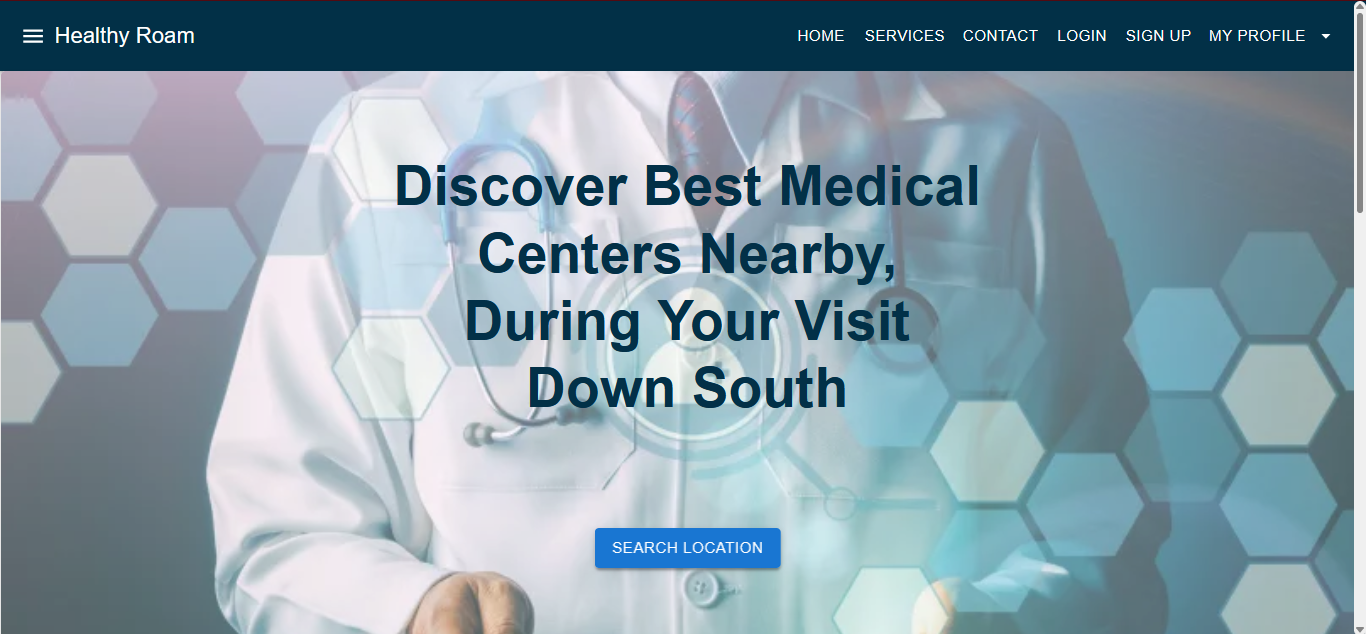 Healthy Roam
HOME SERVICES CONTACT LOGIN SIGN UP MY PROFILE
Discover Best Medical
Centers Nearby,
During Your Visit
Down South
SEARCH LOCATION